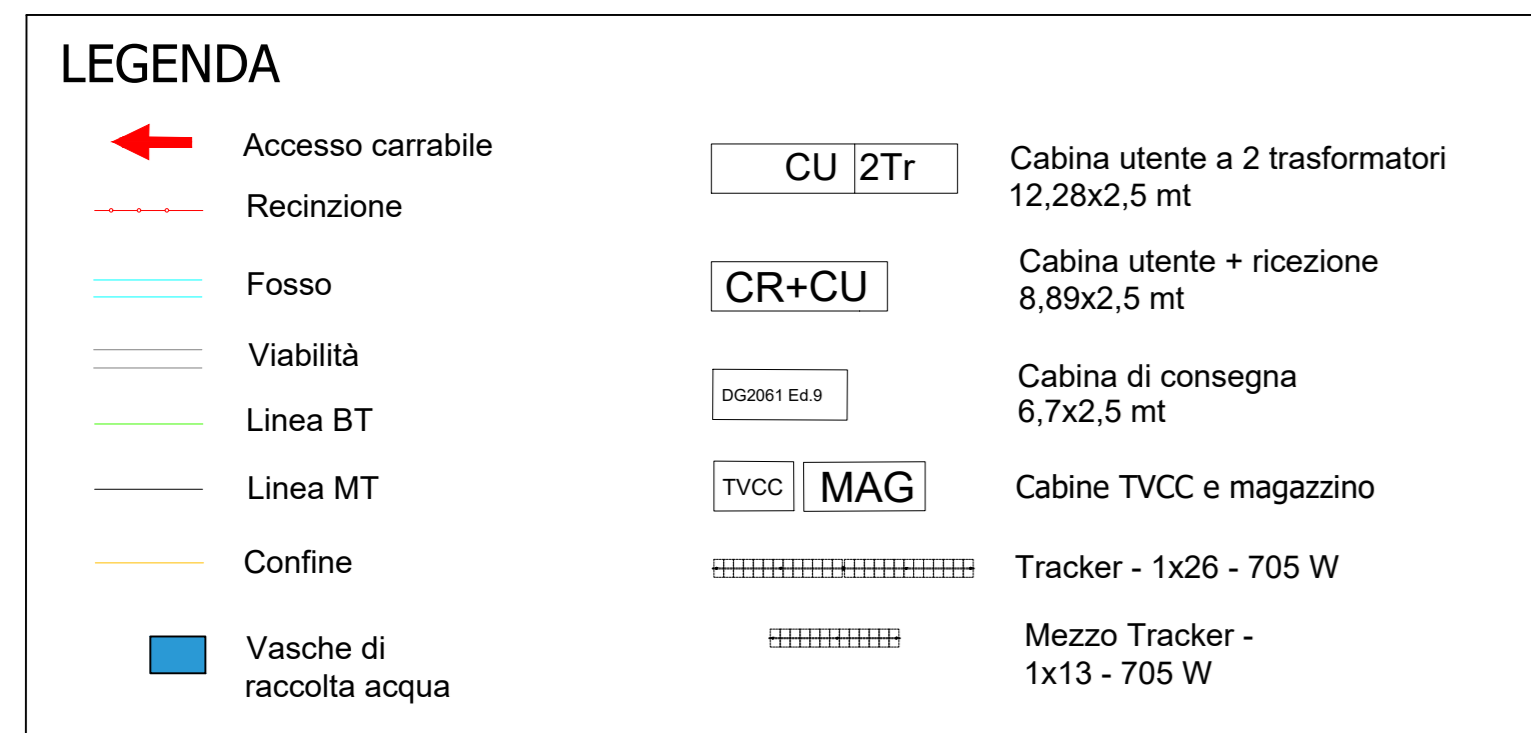 LEGENDA
Accesso carrabile
Recinzione
Fosso
Viabilità
Linea BT
Linea MT
Confine
Vasche di
raccolta acqua
CU 2Tr
Cabina utente a 2 trasformatori
12,28x2,5 mt
CR+CU
Cabina utente + ricezione
8,89x2,5 mt
DG2061 Ed.9
Cabina di consegna
6,7x2,5 mt
TVCC MAG
Cabine TVCC e magazzino
Tracker - 1x26 - 705 W
Mezzo Tracker -
1x13 - 705 W